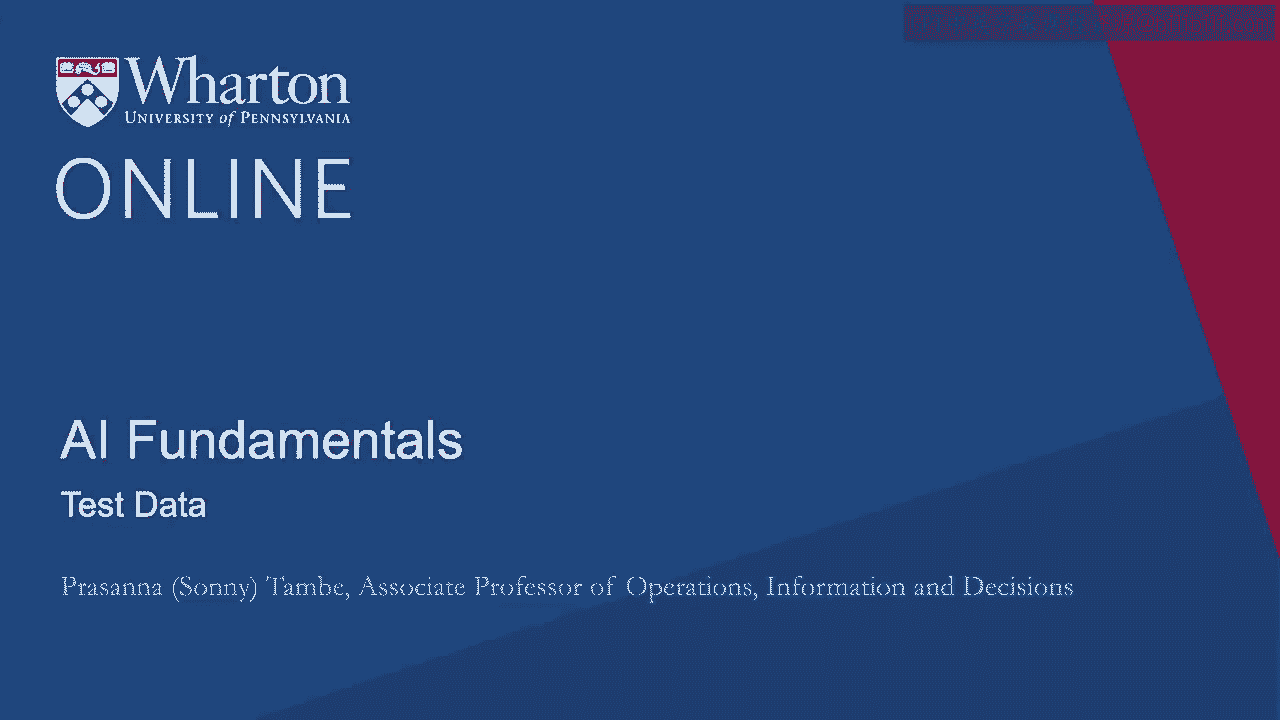 Wharton
UNIVERSITY of PENNSYLVANIA
ONLINE
AI Fundamentals
Test Data
Prasanna (Sonny) Tambe, Associate Professor of Operations, Information and Decisions